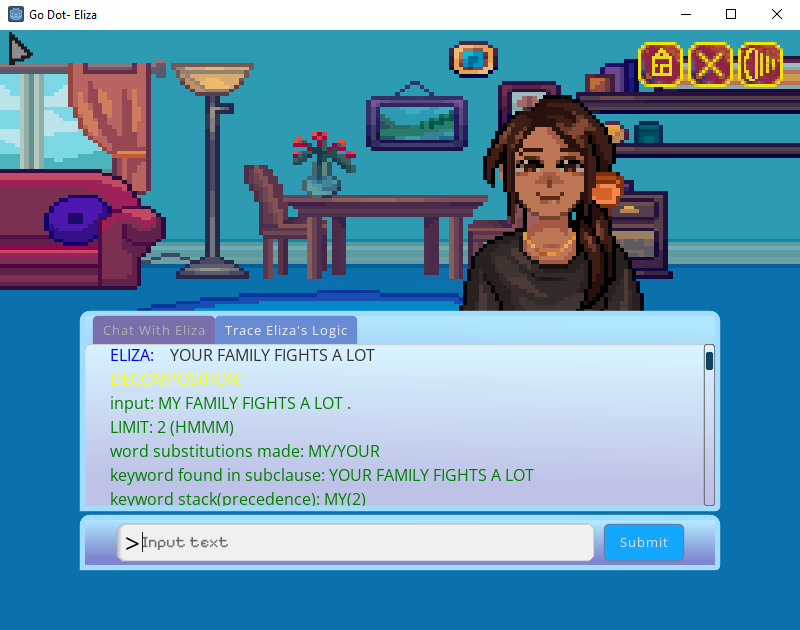 Go Dot- Eliza
Chat With Eliza
Trace Eliza's Logic
ELIZA: YOUR FAMILY FIGHTS A LOT
DECOMPOSITION:
input: MY FAMILY FIGHTS A LOT .
LIMIT: 2 (HMMM)
word substitutions made: MY/YOUR
keyword found in subclause: YOUR FAMILY FIGHTS A LOT
keyword stack(precedence): MY(2)
>Input text
Submit